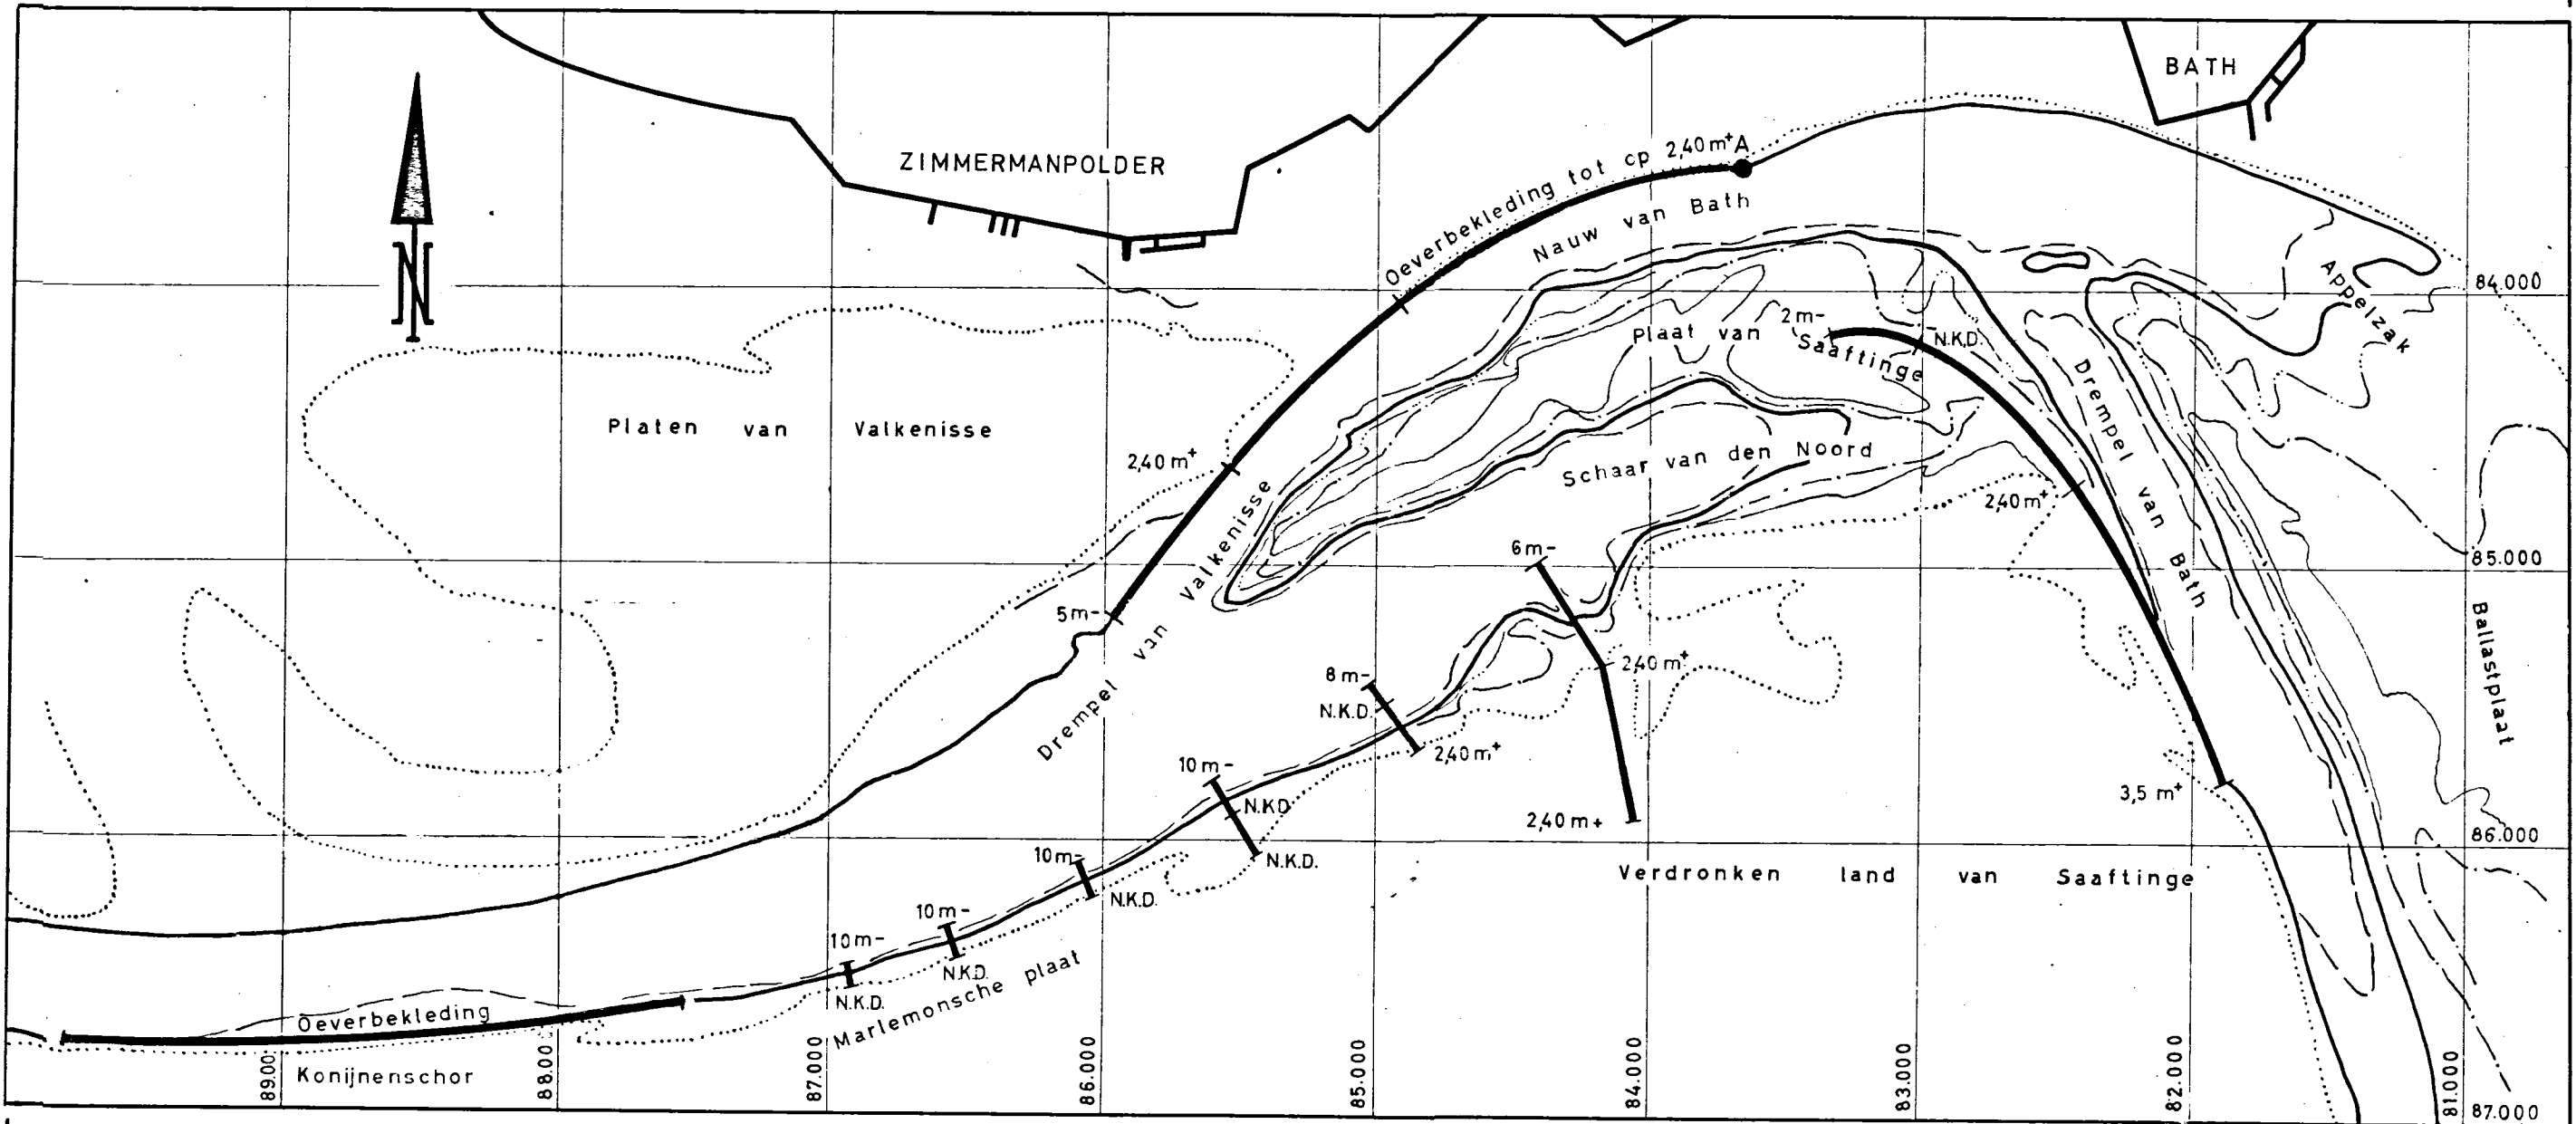 BATH
ZIMMERMANPOLDER
N
Oeverbekleding tot cp 2,40m+A
Nauw van Bath
Appelzak
84.000
2m-
Plaat van Saaftinge
N.K.D.
Platen van Valkenisse
2,40 m+
Schaar van den Noord
Drempel van Bath
2,40m+
6m-
85.000
5m-
Drempel van Valkenisse
Ballastplaat
2,40 m+
8m-
N.K.D.
2,40m+
10m-
N.K.D
3,5 m+
2,40m+
10m-
N.K.D.
86.000
Verdronken land van Saaftinge
N.K.D.
10m-
10m-
N.K.D.
N.K.D.
Marlemonsche plaat
Oeverbekleding
Konijnenschor
89.00
88.000
87.000
86.000
85.000
84.000
83.000
82.000
81.000
87.000